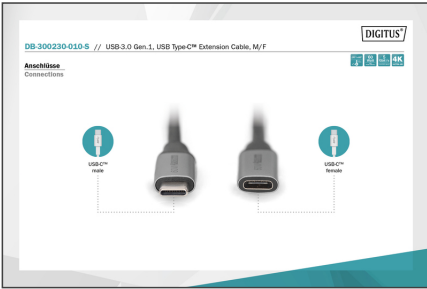 DIGITUS®
DB-300230-010-S // USB-3.0 Gen.1, USB Type-C™ Extension Cable, M/F
4K
Anschlüsse
Connections
USB-C™
male
USB-C™
female